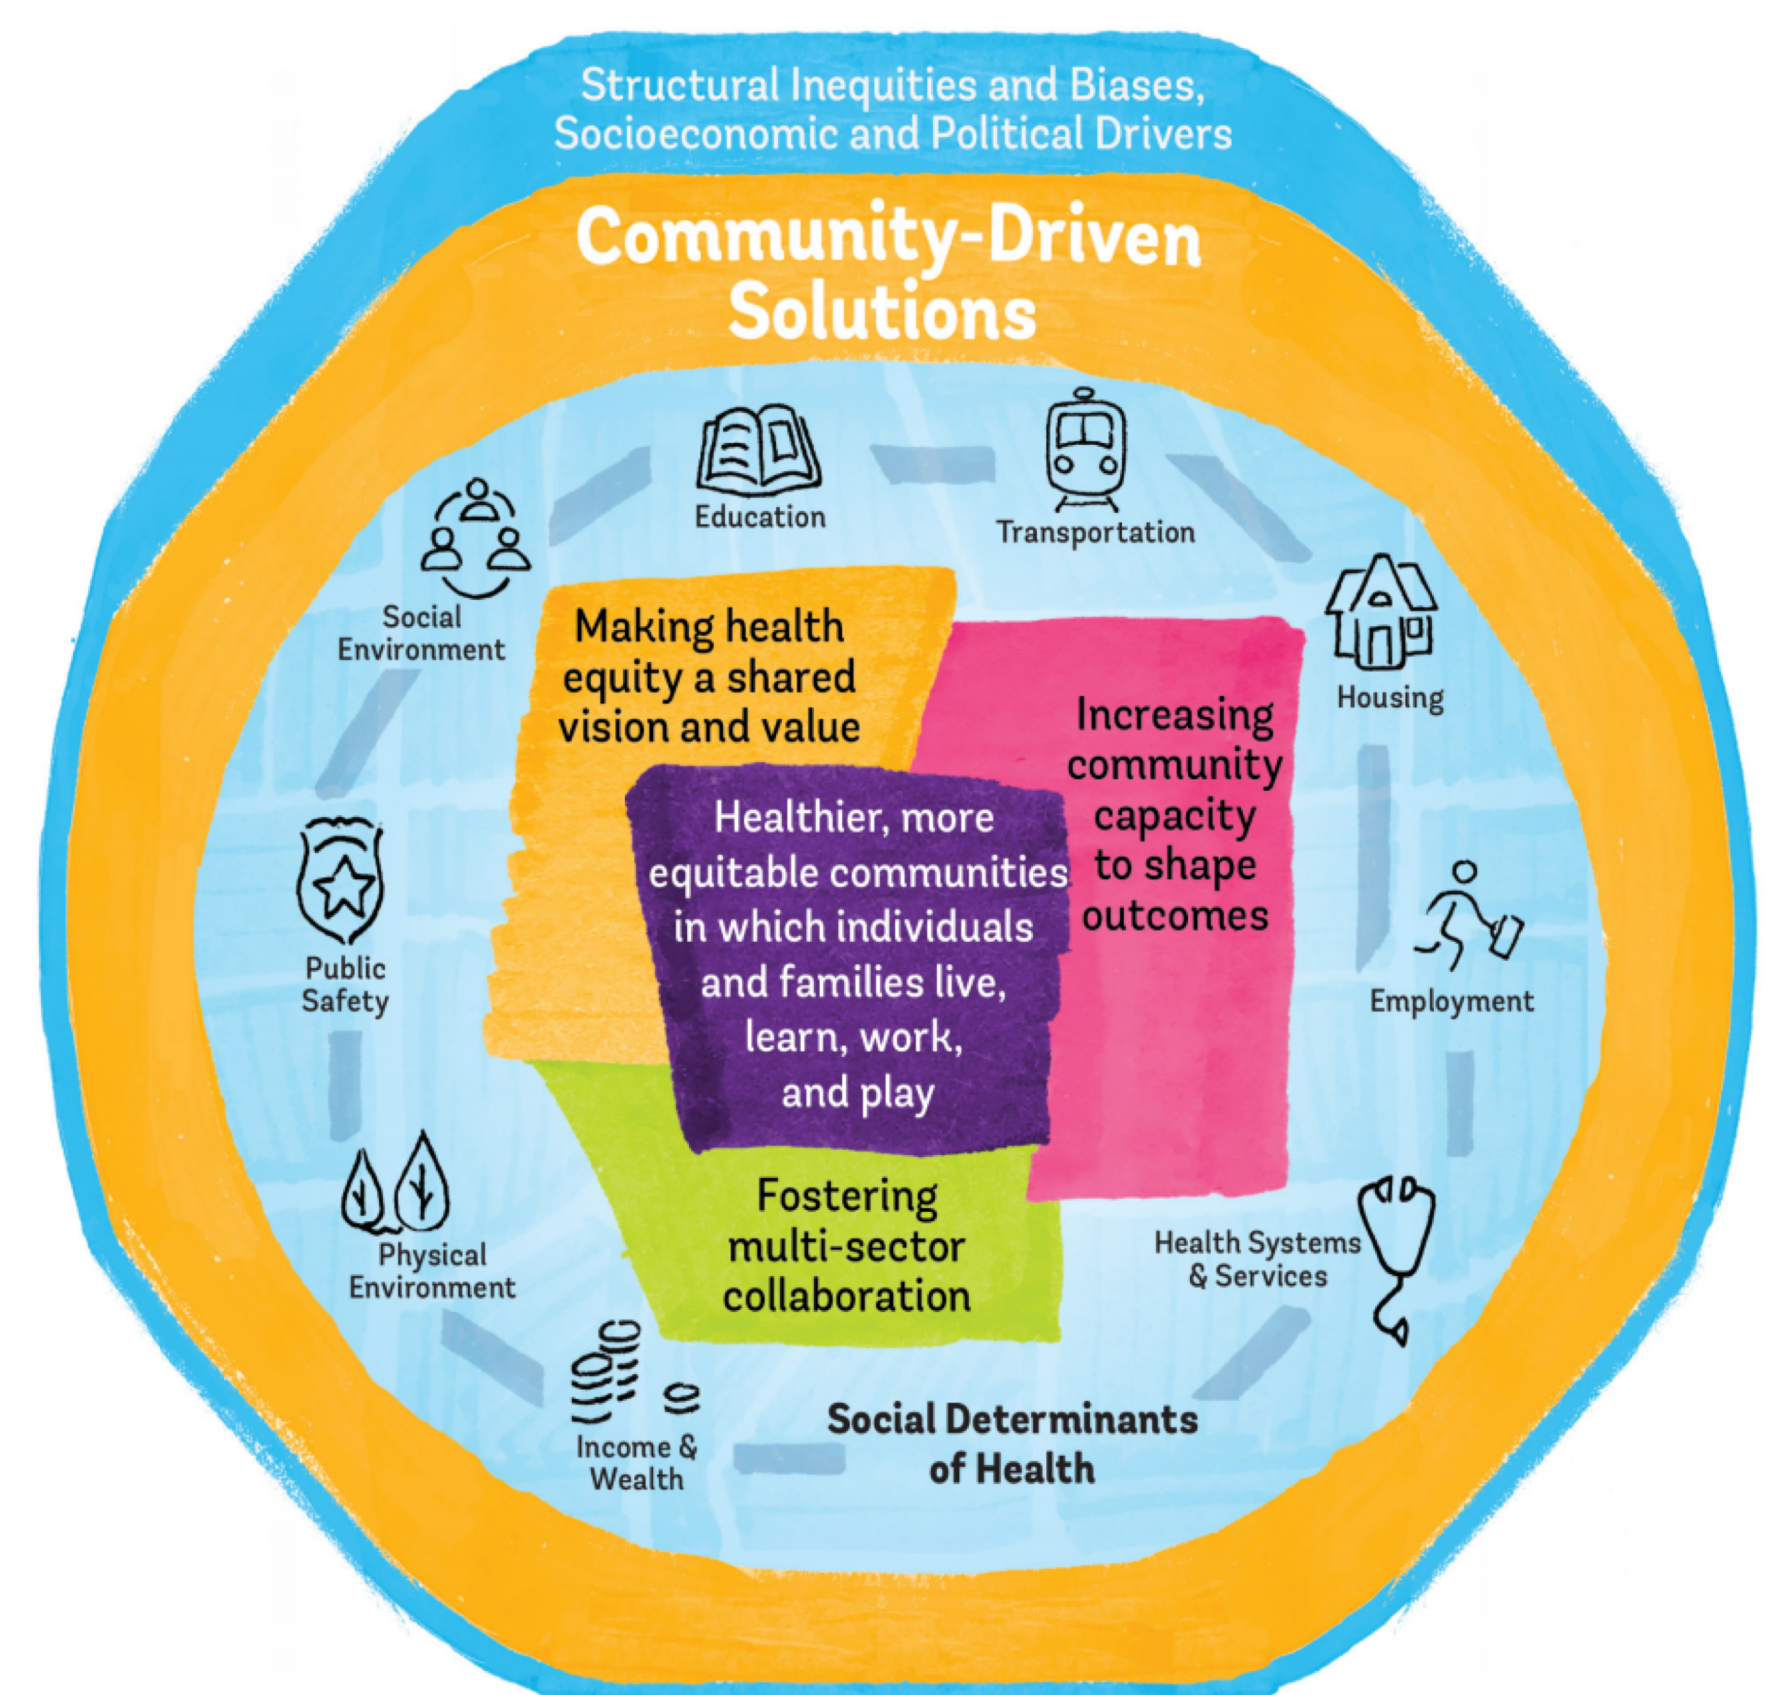 Structural Inequities and Biases,
Socioeconomic and Political Drivers
Community-Driven
Solutions
Education
Transportation
Social
Environment
Housing
Making health
equity a shared
vision and value
Increasing
community
capacity
to shape
outcomes
Healthier, more
equitable communities
in which individuals
and families live,
learn, work,
and play
Public
Safety
Employment
Physical
Environment
Fostering
multi-sector
collaboration
Health Systems
& Services
Income &
Wealth
Social Determinants
of Health